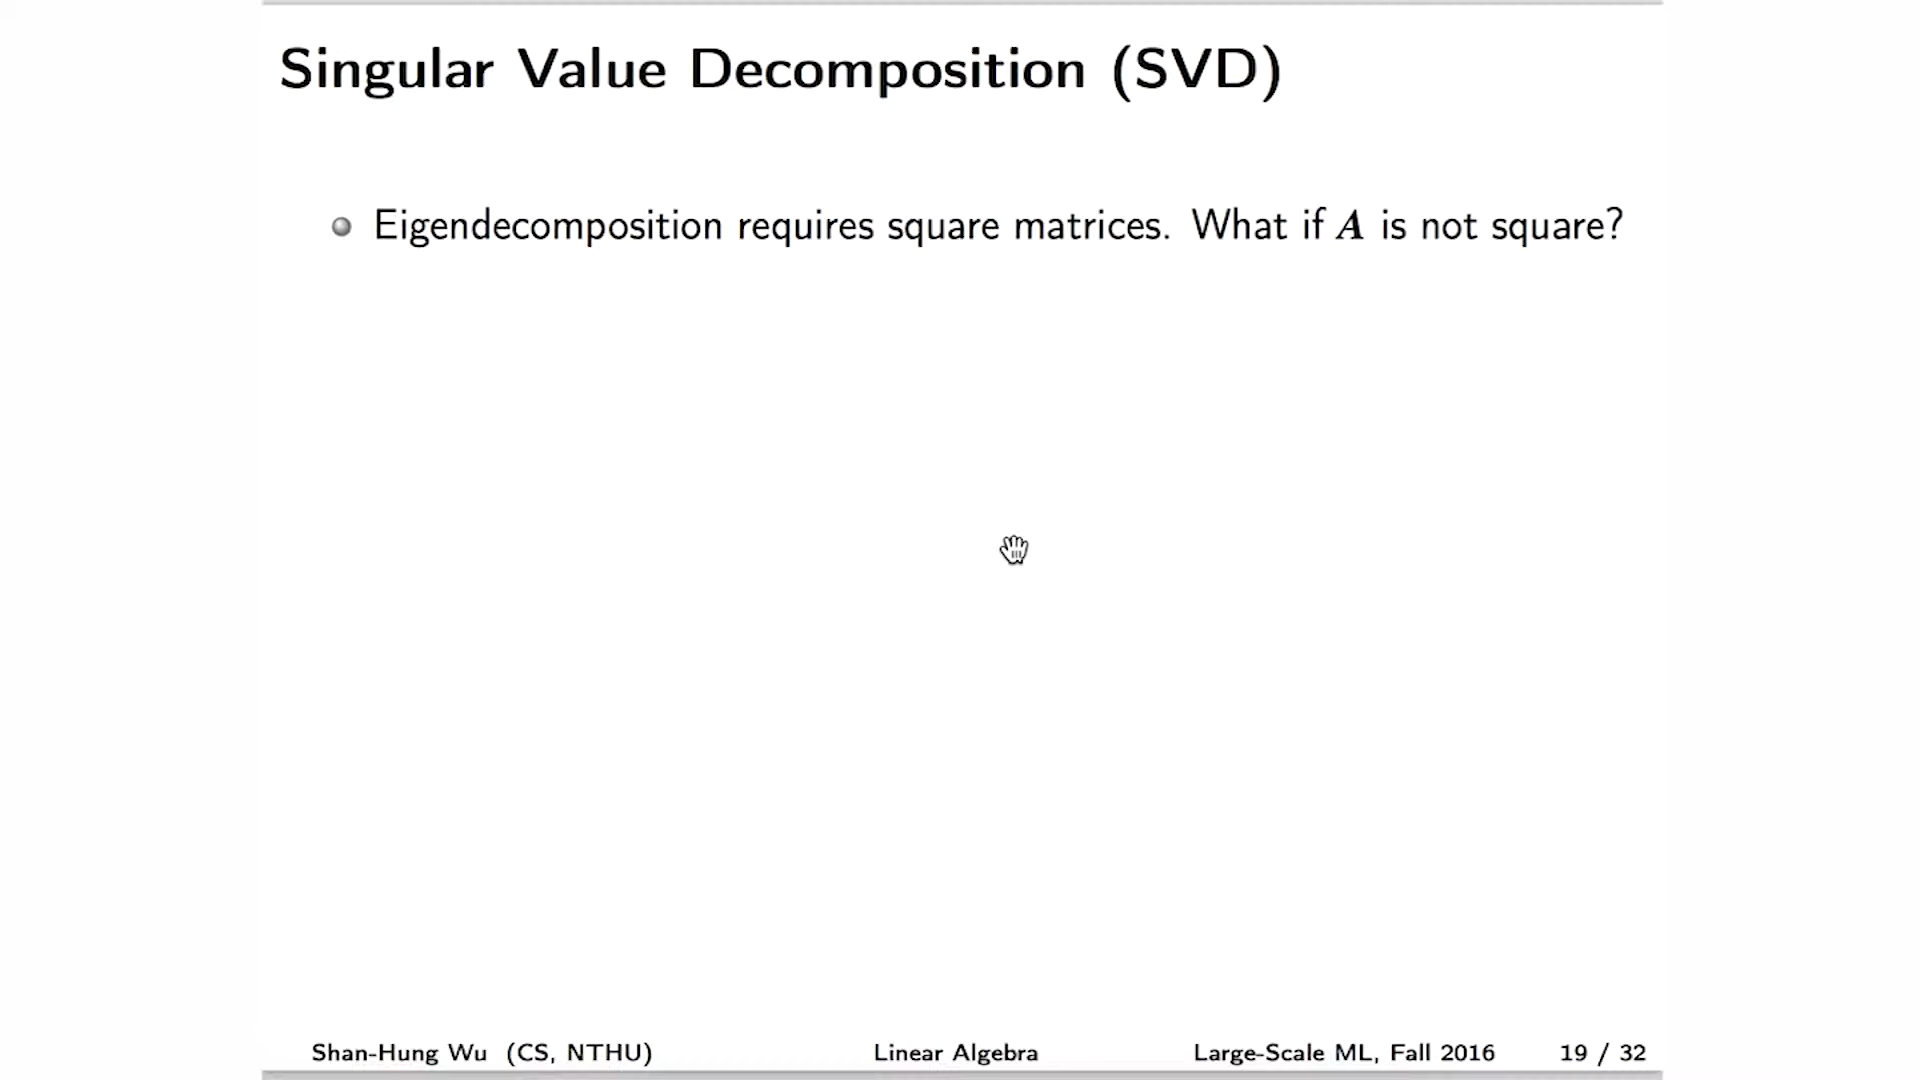 Singular Value Decomposition (SVD)
Eigendecomposition requires square matrices. What if A is not square?
Shan-Hung Wu (CS, NTHU) Linear Algebra Large-Scale ML, Fall 2016 19 / 32